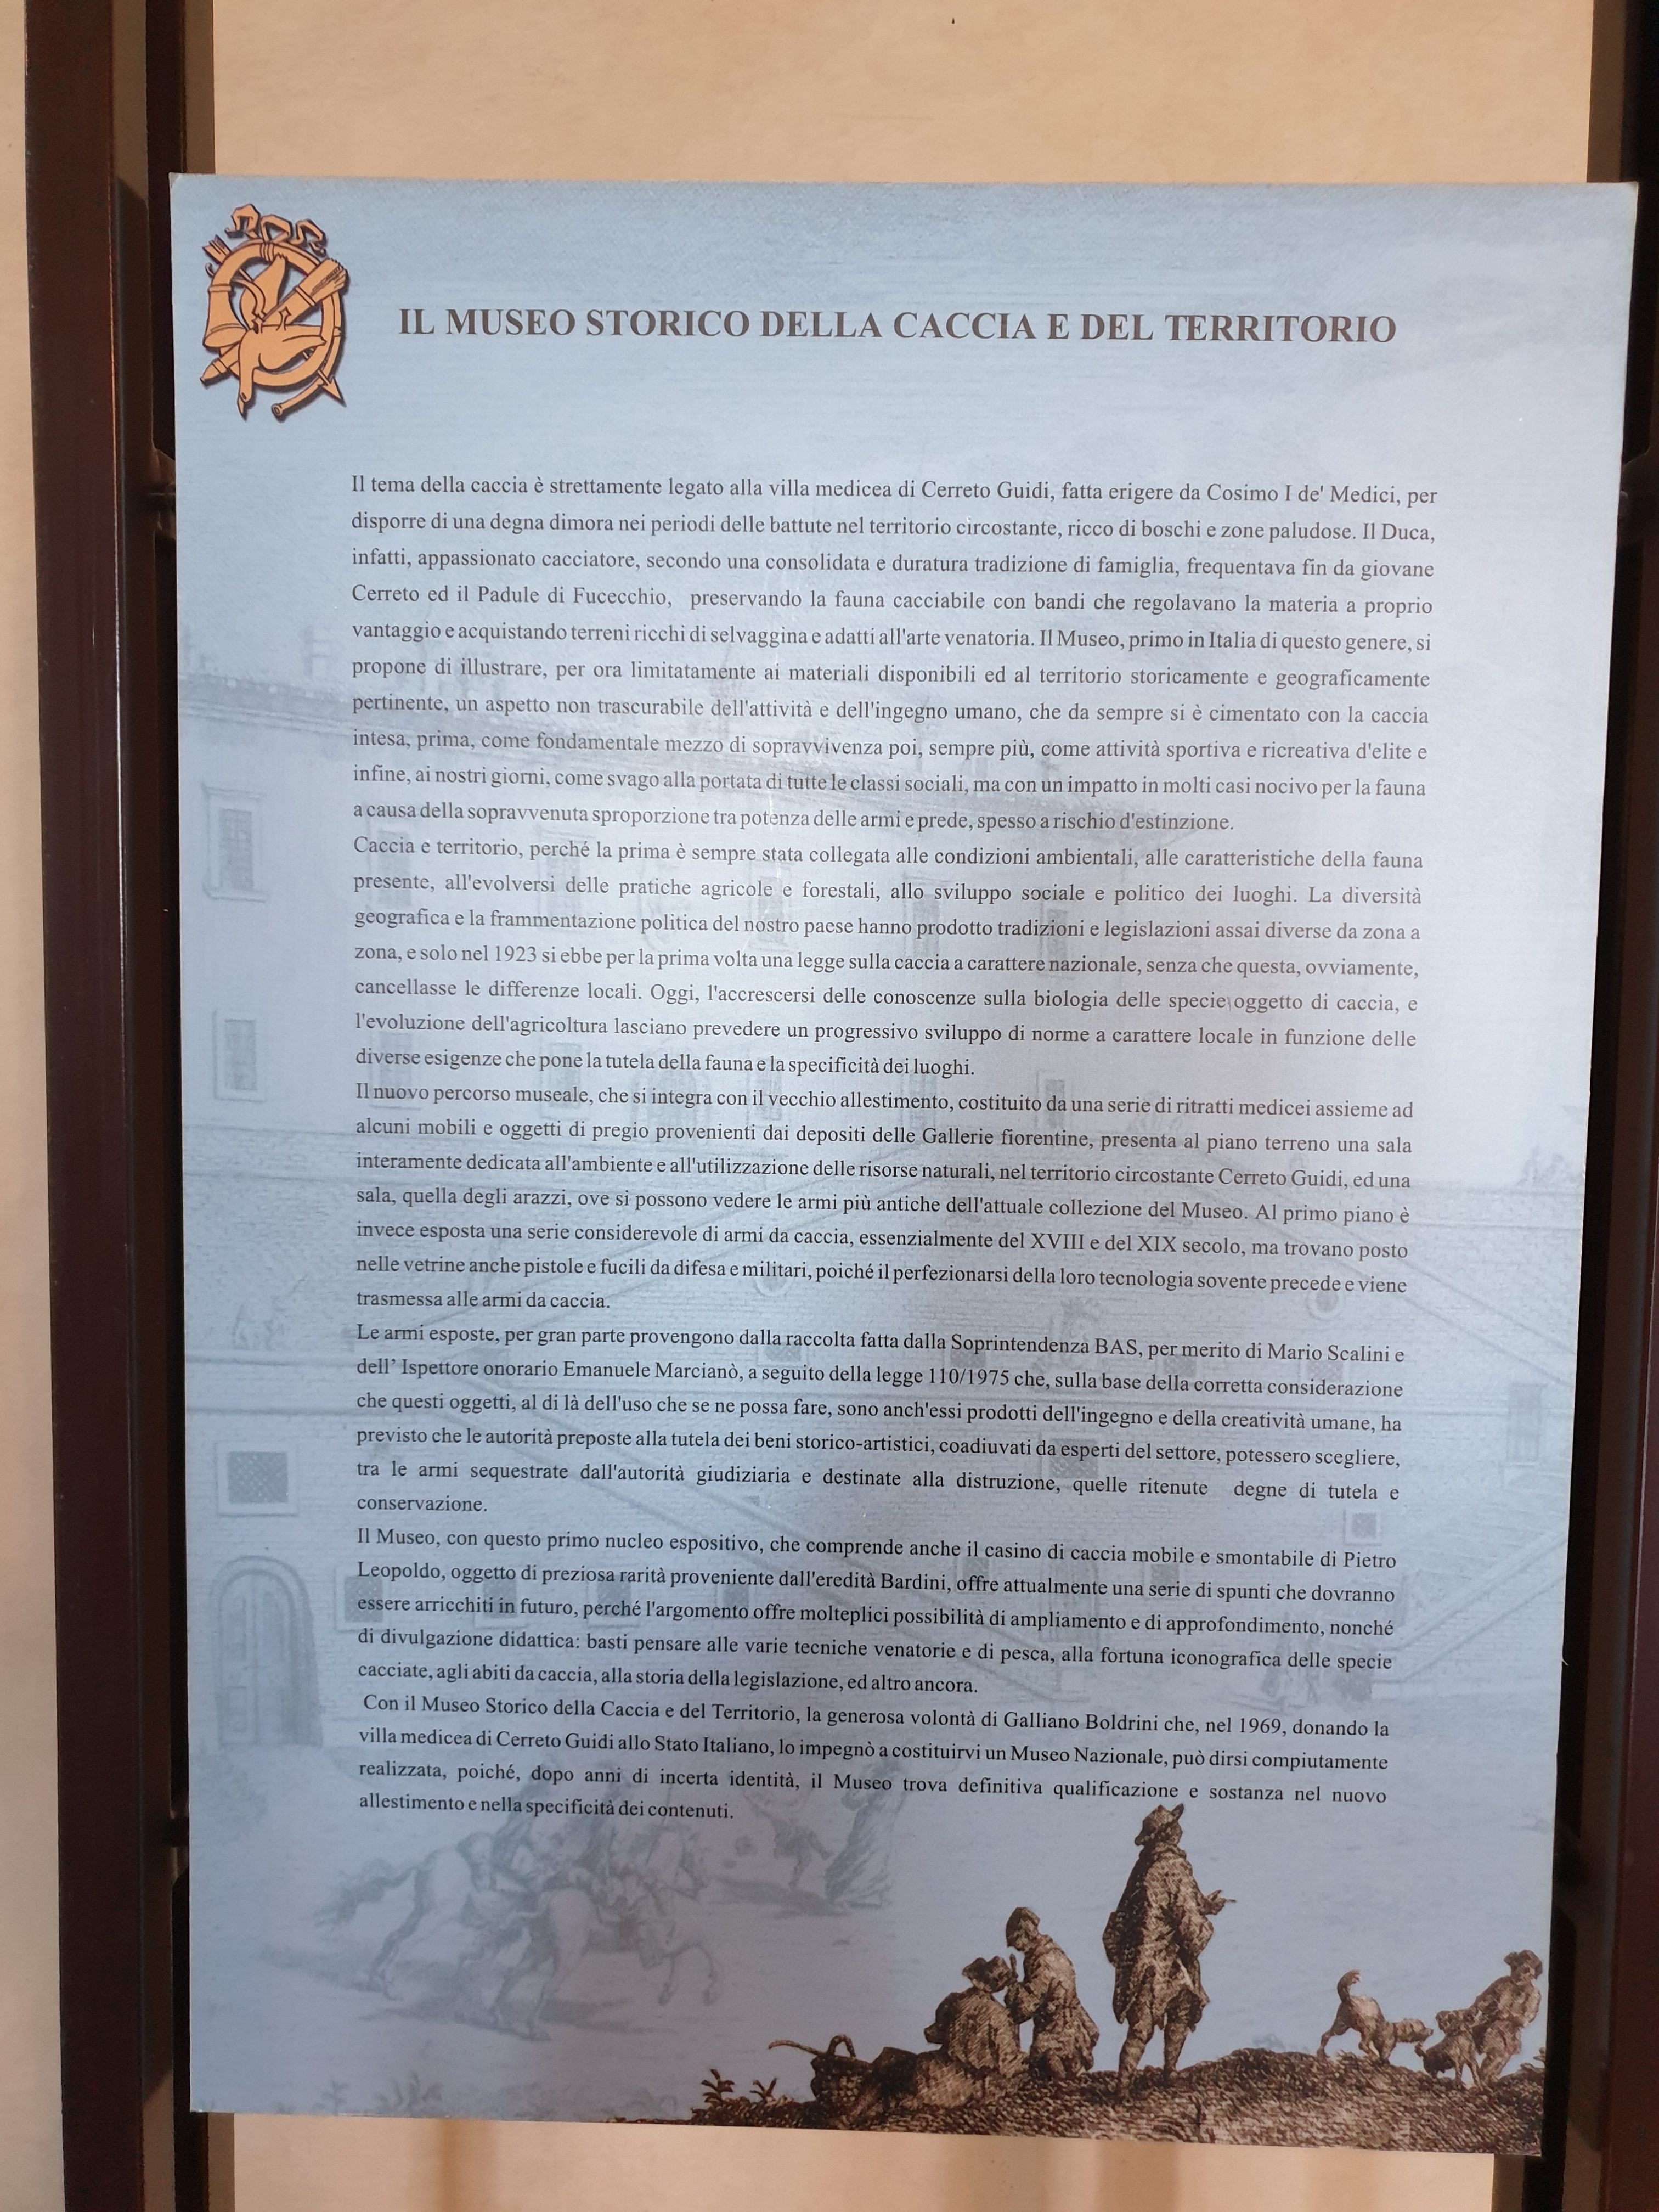 IL MUSEO STORICO DELLA CACCIA E DEL TERRITORIO
Il tema della caccia è strettamente legato alla villa medicea di Cerreto Guidi, fatta erigere da Cosimo I de' Medici, per
disporre di una degna dimora nei periodi delle battute nel territorio circostante, ricco di boschi e zone paludose. Il Duca,
infatti, appassionato cacciatore, secondo una consolidata e duratura tradizione di famiglia, frequentava fin da giovane
Cerreto ed il Padule di Fucecchio, preservando la fauna cacciabile con bandi che regolavano la materia a proprio
vantaggio e acquistando terreni ricchi di selvaggina e adatti all'arte venatoria. Il Museo, primo in Italia di questo genere, si
propone di illustrare, per ora limitatamente ai materiali disponibili ed al territorio storicamente e geograficamente
pertinente, un aspetto non trascurabile dell'attività e dell'ingegno umano, che da sempre si è cimentato con la caccia
intesa, prima, come fondamentale mezzo di sopravvivenza poi, sempre più, come attività sportiva e ricreativa d'elite e
infine, ai nostri giorni, come svago alla portata di tutte le classi sociali, ma con un impatto in molti casi nocivo per la fauna
a causa della sopravvenuta sproporzione tra potenza delle armi e prede, spesso a rischio d'estinzione.
Caccia e territorio, perché la prima è sempre stata collegata alle condizioni ambientali, alle caratteristiche della fauna
presente, all'evolversi delle pratiche agricole e forestali, allo sviluppo sociale e politico dei luoghi. La diversità
geografica e la frammentazione politica del nostro paese hanno prodotto tradizioni e legislazioni assai diverse da zona a
zona, e solo nel 1923 si ebbe per la prima volta una legge sulla caccia a carattere nazionale, senza che questa, ovviamente,
cancellasse le differenze locali. Oggi, l'accrescersi delle conoscenze sulla biologia delle specie oggetto di caccia, e
l'evoluzione dell'agricoltura lasciano prevedere un progressivo sviluppo di norme a carattere locale in funzione delle
diverse esigenze che pone la tutela della fauna e la specificità dei luoghi.
Il nuovo percorso museale, che si integra con il vecchio allestimento, costituito da una serie di ritratti medicei assieme ad
alcuni mobili e oggetti di pregio provenienti dai depositi delle Gallerie fiorentine, presenta al piano terreno una sala
interamente dedicata all'ambiente e all'utilizzazione delle risorse naturali, nel territorio circostante Cerreto Guidi, ed una
sala, quella degli arazzi, ove si possono vedere le armi più antiche dell'attuale collezione del Museo. Al primo piano è
invece esposta una serie considerevole di armi da caccia, essenzialmente del XVIII e del XIX secolo, ma trovano posto
nelle vetrine anche pistole e fucili da difesa e militari, poiché il perfezionarsi della loro tecnologia sovente precede e viene
trasmessa alle armi da caccia.
Le armi esposte, per gran parte provengono dalla raccolta fatta dalla Soprintendenza BAS, per merito di Mario Scalini e
dell' Ispettore onorario Emanuele Marcianò, a seguito della legge 110/1975 che, sulla base della corretta considerazione
che questi oggetti, al di là dell'uso che se ne possa fare, sono anch'essi prodotti dell'ingegno e della creatività umane, ha
previsto che le autorità preposte alla tutela dei beni storico-artistici, coadiuvati da esperti del settore, potessero scegliere,
tra le armi sequestrate dall'autorità giudiziaria e destinate alla distruzione, quelle ritenute degne di tutela e
conservazione.
Il Museo, con questo primo nucleo espositivo, che comprende anche il casino di caccia mobile e smontabile di Pietro
Leopoldo, oggetto di preziosa rarità proveniente dall'eredità Bardini, offre attualmente una serie di spunti che dovranno
essere arricchiti in futuro, perché l'argomento offre molteplici possibilità di ampliamento e di approfondimento, nonché
di divulgazione didattica: basti pensare alle varie tecniche venatorie e di pesca, alla fortuna iconografica delle specie
cacciate, agli abiti da caccia, alla storia della legislazione, ed altro ancora.
Con il Museo Storico della Caccia e del Territorio, la generosa volontà di Galliano Boldrini che, nel 1969, donando la
villa medicea di Cerreto Guidi allo Stato Italiano, lo impegnò a costituirvi un Museo Nazionale, può dirsi compiutamente
realizzata, poiché, dopo anni di incerta identità, il Museo trova definitiva qualificazione e sostanza nel nuovo
allestimento e nella specificità dei contenuti.